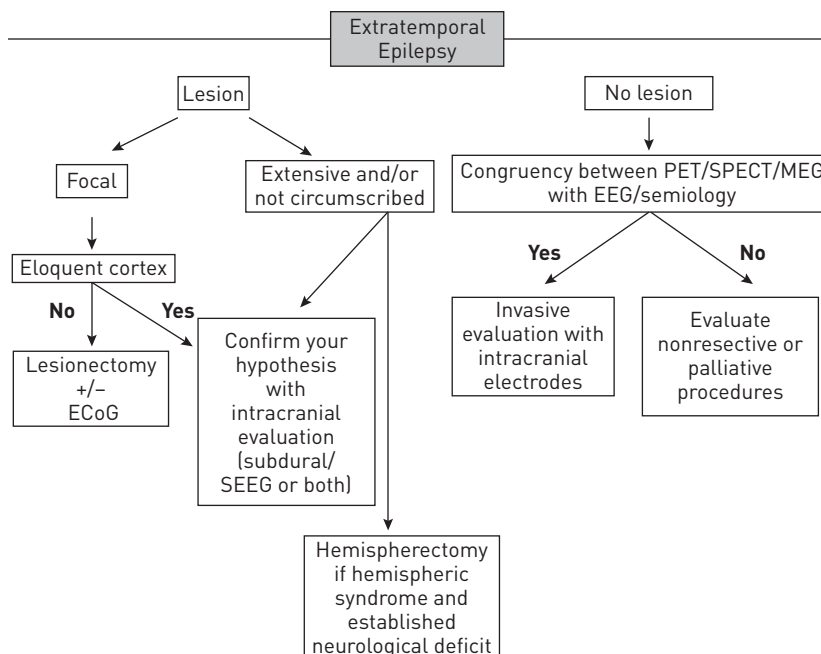 Extratemporal
Epilepsy
Lesion
No lesion
Focal
Extensive and/or
not circumscribed
Congruency between PET/SPECT/MEG
with EEG/semiology
Eloquent cortex
Yes
No
No
Yes
Lesionectomy
+/–
ECoG
Confirm your
hypothesis
with
intracranial
evaluation
(subdural/
SEEG or both)
Invasive
evaluation with
intracranial
electrodes
Evaluate
nonresective or
palliative
procedures
Hemispherectomy
if hemispheric
syndrome and
established
neurological deficit